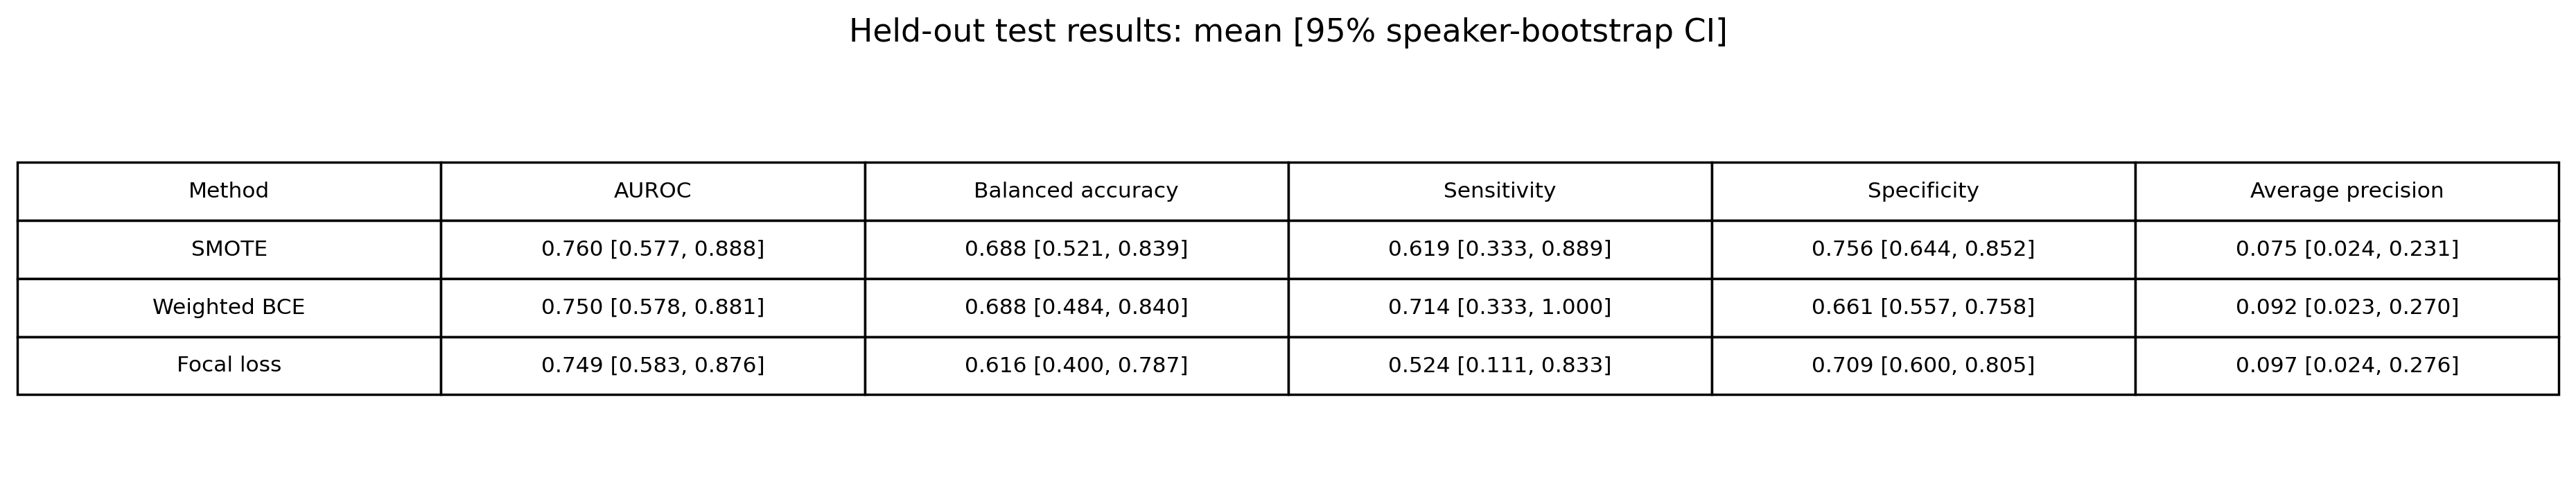 Held-out test results: mean [95% speaker-bootstrap CI]
Method AUROC Balanced accuracy Sensitivity Specificity Average precision
SMOTE 0.760 [0.577, 0.888] 0.688 [0.521, 0.839] 0.619 [0.333, 0.889] 0.756 [0.644, 0.852] 0.075 [0.024, 0.231]
Weighted BCE 0.750 [0.578, 0.881] 0.688 [0.484, 0.840] 0.714 [0.333, 1.000] 0.661 [0.557, 0.758] 0.092 [0.023, 0.270]
Focal loss 0.749 [0.583, 0.876] 0.616 [0.400, 0.787] 0.524 [0.111, 0.833] 0.709 [0.600, 0.805] 0.097 [0.024, 0.276]